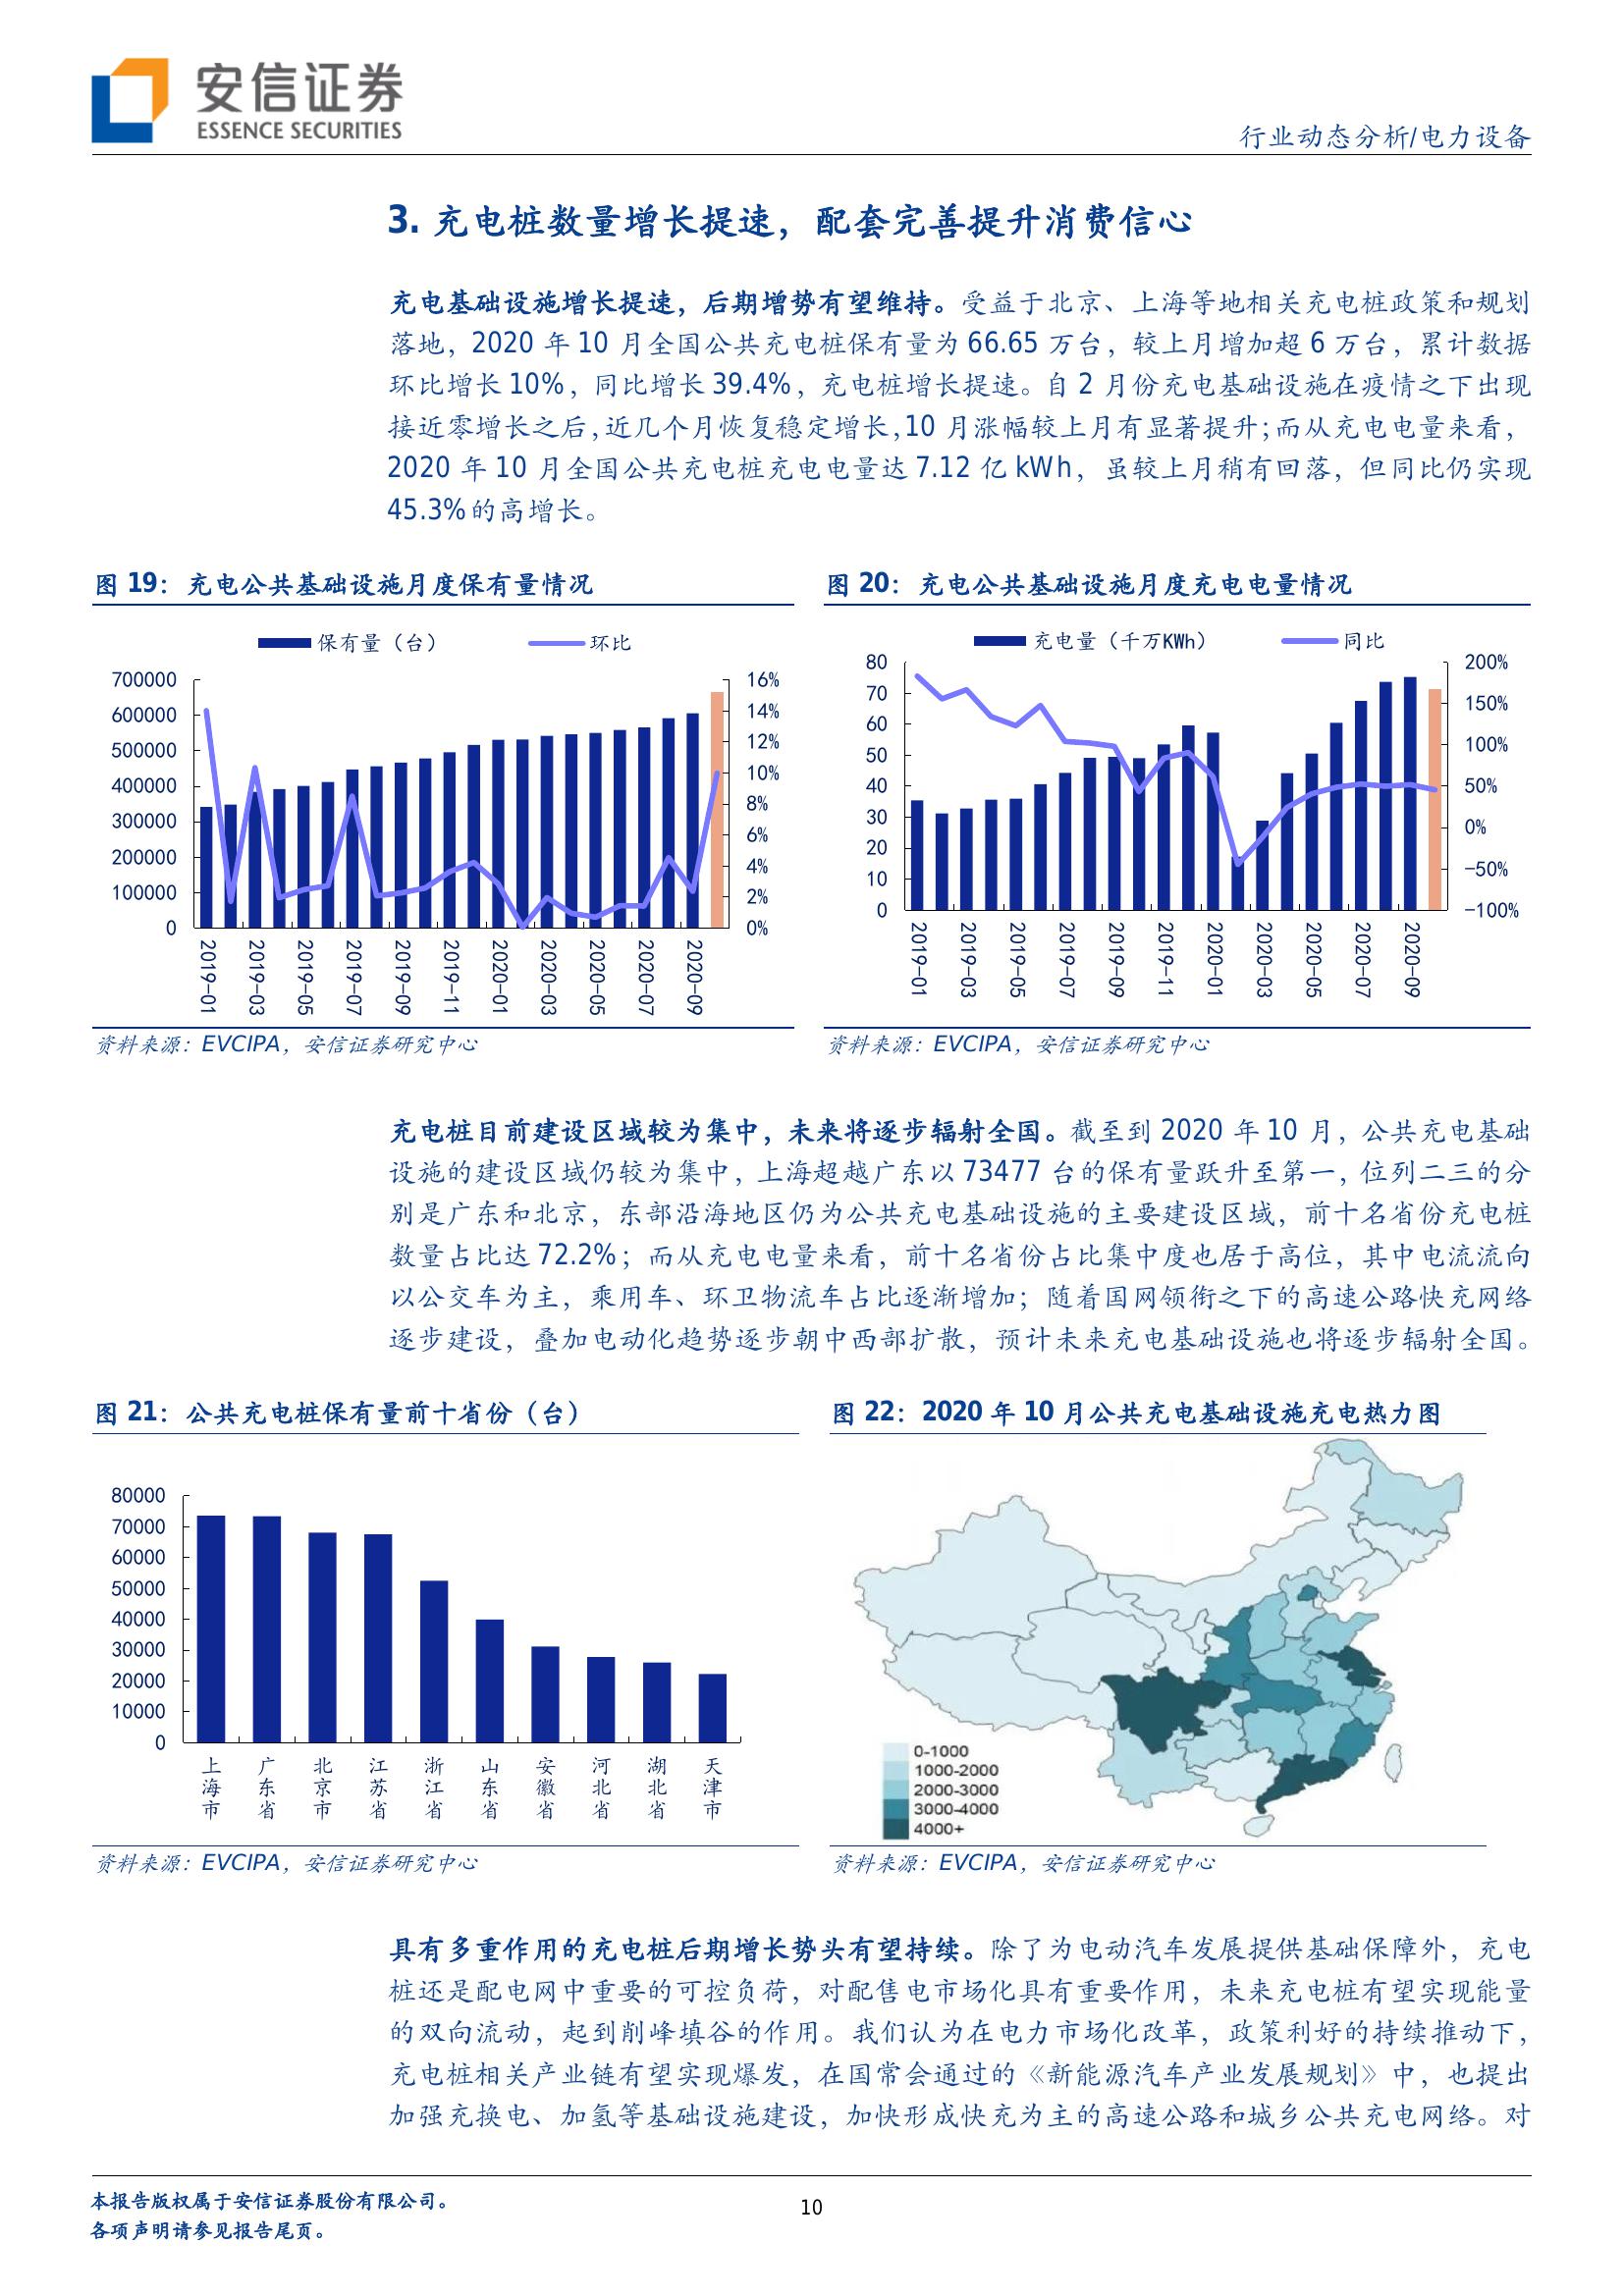 安信证券
ESSENCE SECURITIES
行业动态分析/电力设备
3. 充电桩数量增长提速，配套完善提升消费信心
充电基础设施增长提速，后期增势有望维持。受益于北京、上海等地相关充电桩政策和规划
落地，2020 年 10 月全国公共充电桩保有量为 66.65 万台，较上月增加超 6 万台，累计数据
环比增长 10%，同比增长 39.4%，充电桩增长提速。自 2 月份充电基础设施在疫情之下出现
接近零增长之后，近几个月恢复稳定增长，10 月涨幅较上月有显著提升；而从充电电量来看，
2020 年 10 月全国公共充电桩充电电量达 7.12 亿 kWh，虽较上月稍有回落，但同比仍实现
45.3%的高增长。
图 19：充电公共基础设施月度保有量情况
保有量（台）
环比
700000
600000
500000
400000
300000
200000
100000
0
16%
14%
12%
10%
8%
6%
4%
2%
0%
2019-01
2019-03
2019-05
2019-07
2019-09
2019-11
2020-01
2020-03
2020-05
2020-07
2020-09
资料来源：EVCIPA，安信证券研究中心
图 20：充电公共基础设施月度充电电量情况
充电量（千万KWh）
同比
80
70
60
50
40
30
20
10
0
200%
150%
100%
50%
0%
-50%
-100%
2019-01
2019-03
2019-05
2019-07
2019-09
2019-11
2020-01
2020-03
2020-05
2020-07
2020-09
资料来源：EVCIPA，安信证券研究中心
充电桩目前建设区域较为集中，未来将逐步辐射全国。截至到 2020 年 10 月，公共充电基础
设施的建设区域仍较为集中，上海超越广东以 73477 台的保有量跃升至第一，位列二三的分
别是广东和北京，东部沿海地区仍为公共充电基础设施的主要建设区域，前十名省份充电桩
数量占比达 72.2%；而从充电电量来看，前十名省份占比集中度也居于高位，其中电流流向
以公交车为主，乘用车、环卫物流车占比逐渐增加；随着国网领衔之下的高速公路快充网络
逐步建设，叠加电动化趋势逐步朝中西部扩散，预计未来充电基础设施也将逐步辐射全国。
图 21：公共充电桩保有量前十省份（台）
80000
70000
60000
50000
40000
30000
20000
10000
0
上海市
广东省
北京市
江苏省
浙江省
山东省
安徽省
河北省
湖北省
天津市
资料来源：EVCIPA，安信证券研究中心
图 22：2020 年 10 月公共充电基础设施充电热力图
0-1000
1000-2000
2000-3000
3000-4000
4000+
资料来源：EVCIPA，安信证券研究中心
具有多重作用的充电桩后期增长势头有望持续。除了为电动汽车发展提供基础保障外，充电
桩还是配电网中重要的可控负荷，对配售电市场化具有重要作用，未来充电桩有望实现能量
的双向流动，起到削峰填谷的作用。我们认为在电力市场化改革，政策利好的持续推动下，
充电桩相关产业链有望实现爆发，在国常会通过的《新能源汽车产业发展规划》中，也提出
加强充换电、加氢等基础设施建设，加快形成快充为主的高速公路和城乡公共充电网络。对
本报告版权属于安信证券股份有限公司。
各项声明请参见报告尾页。
10